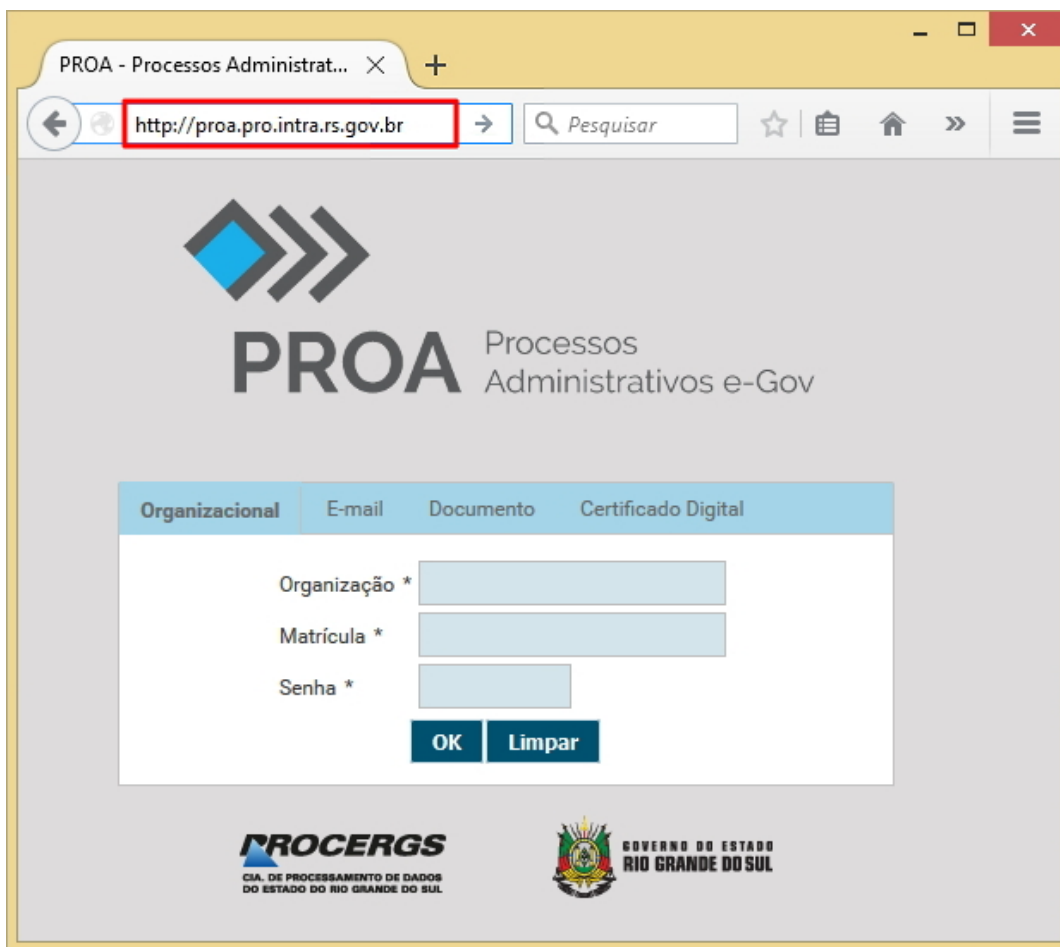 PROA - Processos Administrat...
http://proa.pro.intra.rs.gov.br
Pesquisar
PROA Processos
Administrativos e-Gov
Organizacional E-mail Documento Certificado Digital
Organização *
Matrícula *
Senha *
OK Limpar
PROCERGS
CIA. DE PROCESSAMENTO DE DADOS
DO ESTADO DO RIO GRANDE DO SUL
GOVERNO DO ESTADO
RIO GRANDE DO SUL